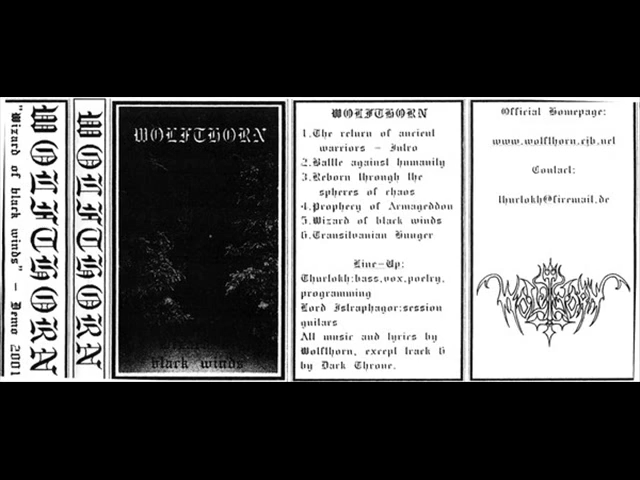 WOLFTHORN
"Wizard of black winds" - Demo 2001
WOLFTHORN
WOLFTHORN
black winds
WOLFTHORN
1.The return of ancient
warriors - Intro
2.Battle against humanity
3.Reborn through the
spheres of chaos
4.Prophecy of Armageddon
5.Wizard of black winds
6.Transilvanian Hunger
Line-Up:
Thurlokh:bass,vox,poetry,
programming
Lord Istraphagor:session
guitars
All music and lyrics by
Wolfthorn, except track 6
by Dark Throne.
Official Homepage:
www.wolfthorn.cjb.net
Contact:
thurlokh@firemail.de
WOLFTHORN